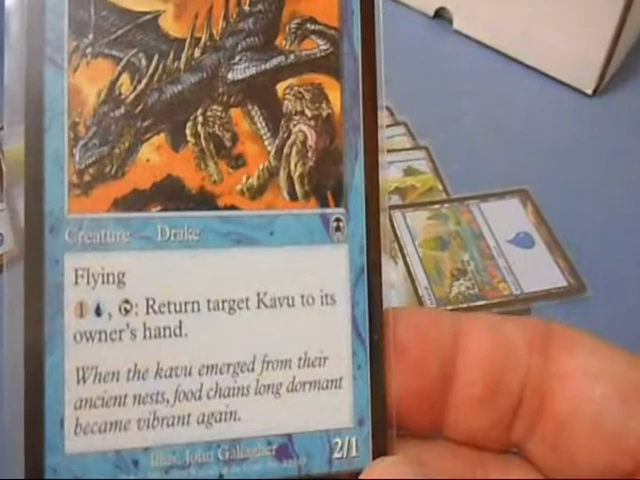 Creature Drake
Flying
1, : Return target Kavu to its
owner's hand.
When the kavu emerged from their
ancient nests, food chains long dormant
became vibrant again.
Illus. John Gallagher
2/1